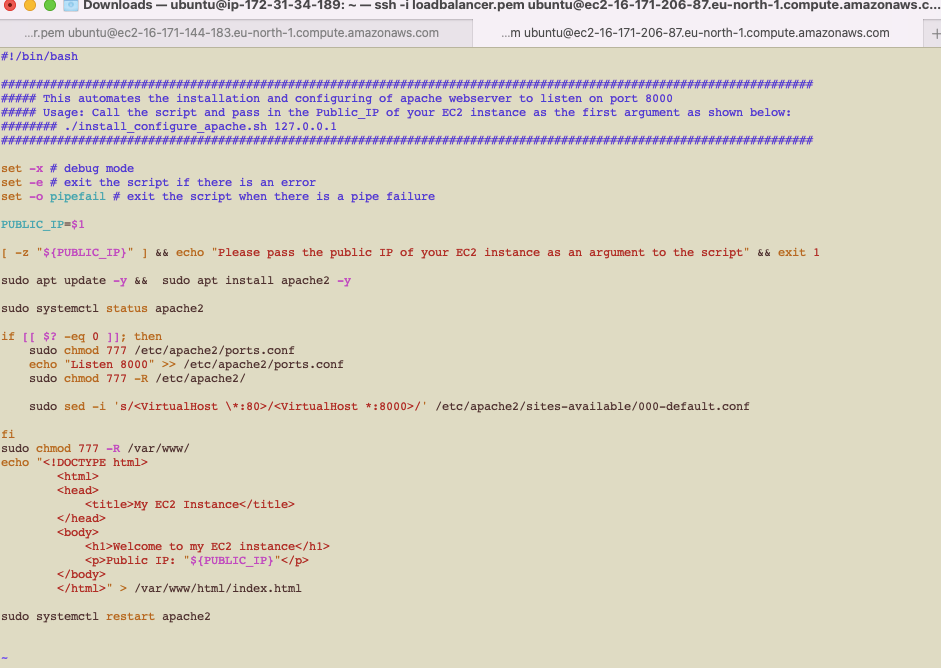 Downloads — ubuntu@ip-172-31-34-189: ~ — ssh -i loadbalancer.pem ubuntu@ec2-16-171-206-87.eu-north-1.compute.amazonaws.c...
...r.pem ubuntu@ec2-16-171-144-183.eu-north-1.compute.amazonaws.com ...m ubuntu@ec2-16-171-206-87.eu-north-1.compute.amazonaws.com +
#!/bin/bash
####################################################################################################################
##### This automates the installation and configuring of apache webserver to listen on port 8000
##### Usage: Call the script and pass in the Public_IP of your EC2 instance as the first argument as shown below:
######## ./install_configure_apache.sh 127.0.0.1
####################################################################################################################
set -x # debug mode
set -e # exit the script if there is an error
set -o pipefail # exit the script when there is a pipe failure
PUBLIC_IP=$1
[ -z "${PUBLIC_IP}" ] && echo "Please pass the public IP of your EC2 instance as an argument to the script" && exit 1
sudo apt update -y &&  sudo apt install apache2 -y
sudo systemctl status apache2
if [[ $? -eq 0 ]]; then
    sudo chmod 777 /etc/apache2/ports.conf
    echo "Listen 8000" >> /etc/apache2/ports.conf
    sudo chmod 777 -R /etc/apache2/
    sudo sed -i 's/<VirtualHost \*:80>/<VirtualHost *:8000>/' /etc/apache2/sites-available/000-default.conf
fi
sudo chmod 777 -R /var/www/
echo "<!DOCTYPE html>
        <html>
        <head>
            <title>My EC2 Instance</title>
        </head>
        <body>
            <h1>Welcome to my EC2 instance</h1>
            <p>Public IP: "${PUBLIC_IP}"</p>
        </body>
        </html>" > /var/www/html/index.html
sudo systemctl restart apache2
~